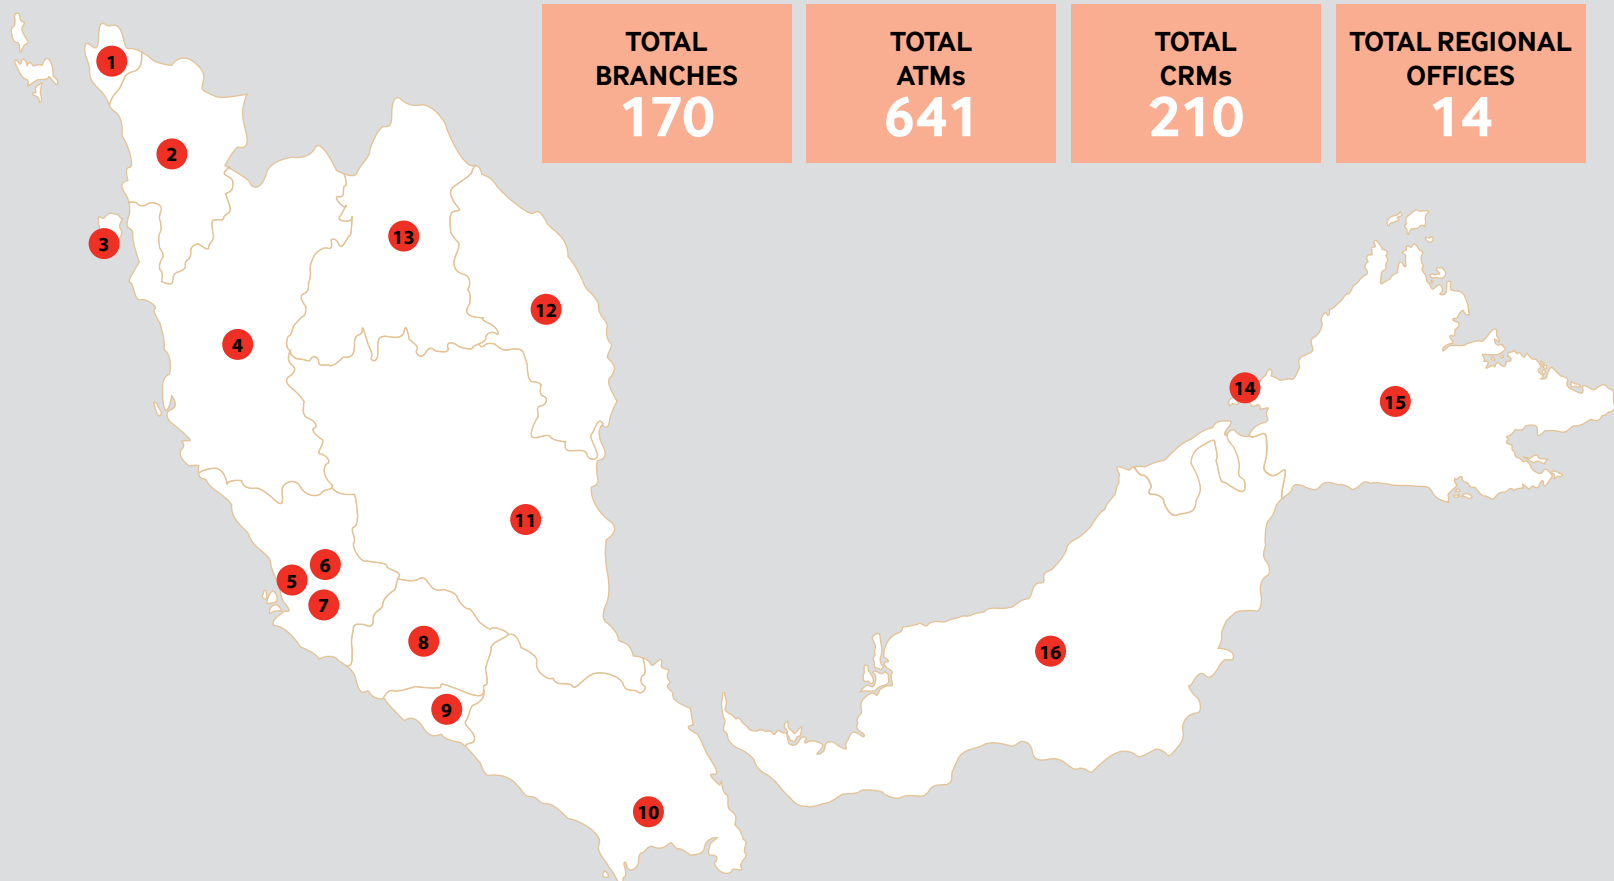 TOTAL
BRANCHES
170
TOTAL
ATMs
641
TOTAL
CRMs
210
TOTAL REGIONAL
OFFICES
14
1
2
3
4
5
6
7
8
9
10
11
12
13
14
15
16